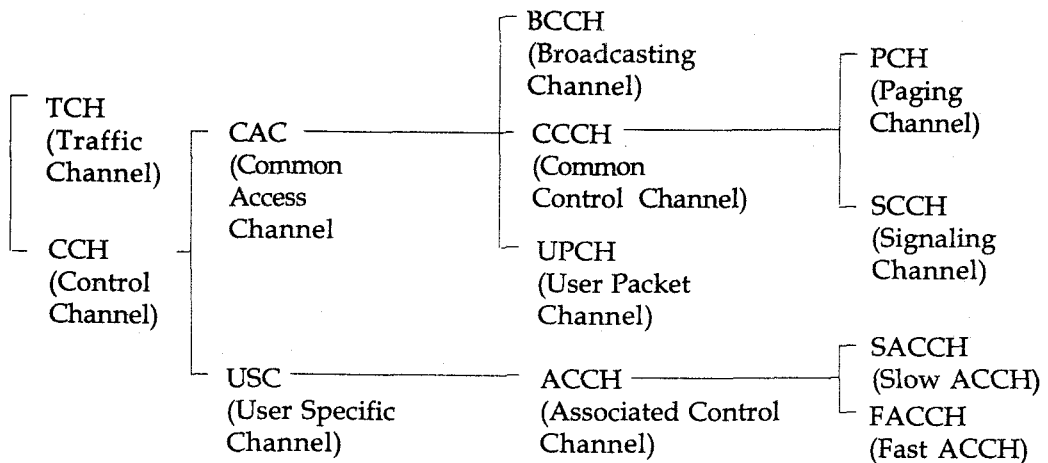 TCH
(Traffic
Channel)
CCH
(Control
Channel)
CAC
(Common
Access
Channel
USC
(User Specific
Channel)
BCCH
(Broadcasting
Channel)
CCCH
(Common
Control Channel)
UPCH
(User Packet
Channel)
ACCH
(Associated Control
Channel)
PCH
(Paging
Channel)
SCCH
(Signaling
Channel)
SACCH
(Slow ACCH)
FACCH
(Fast ACCH)